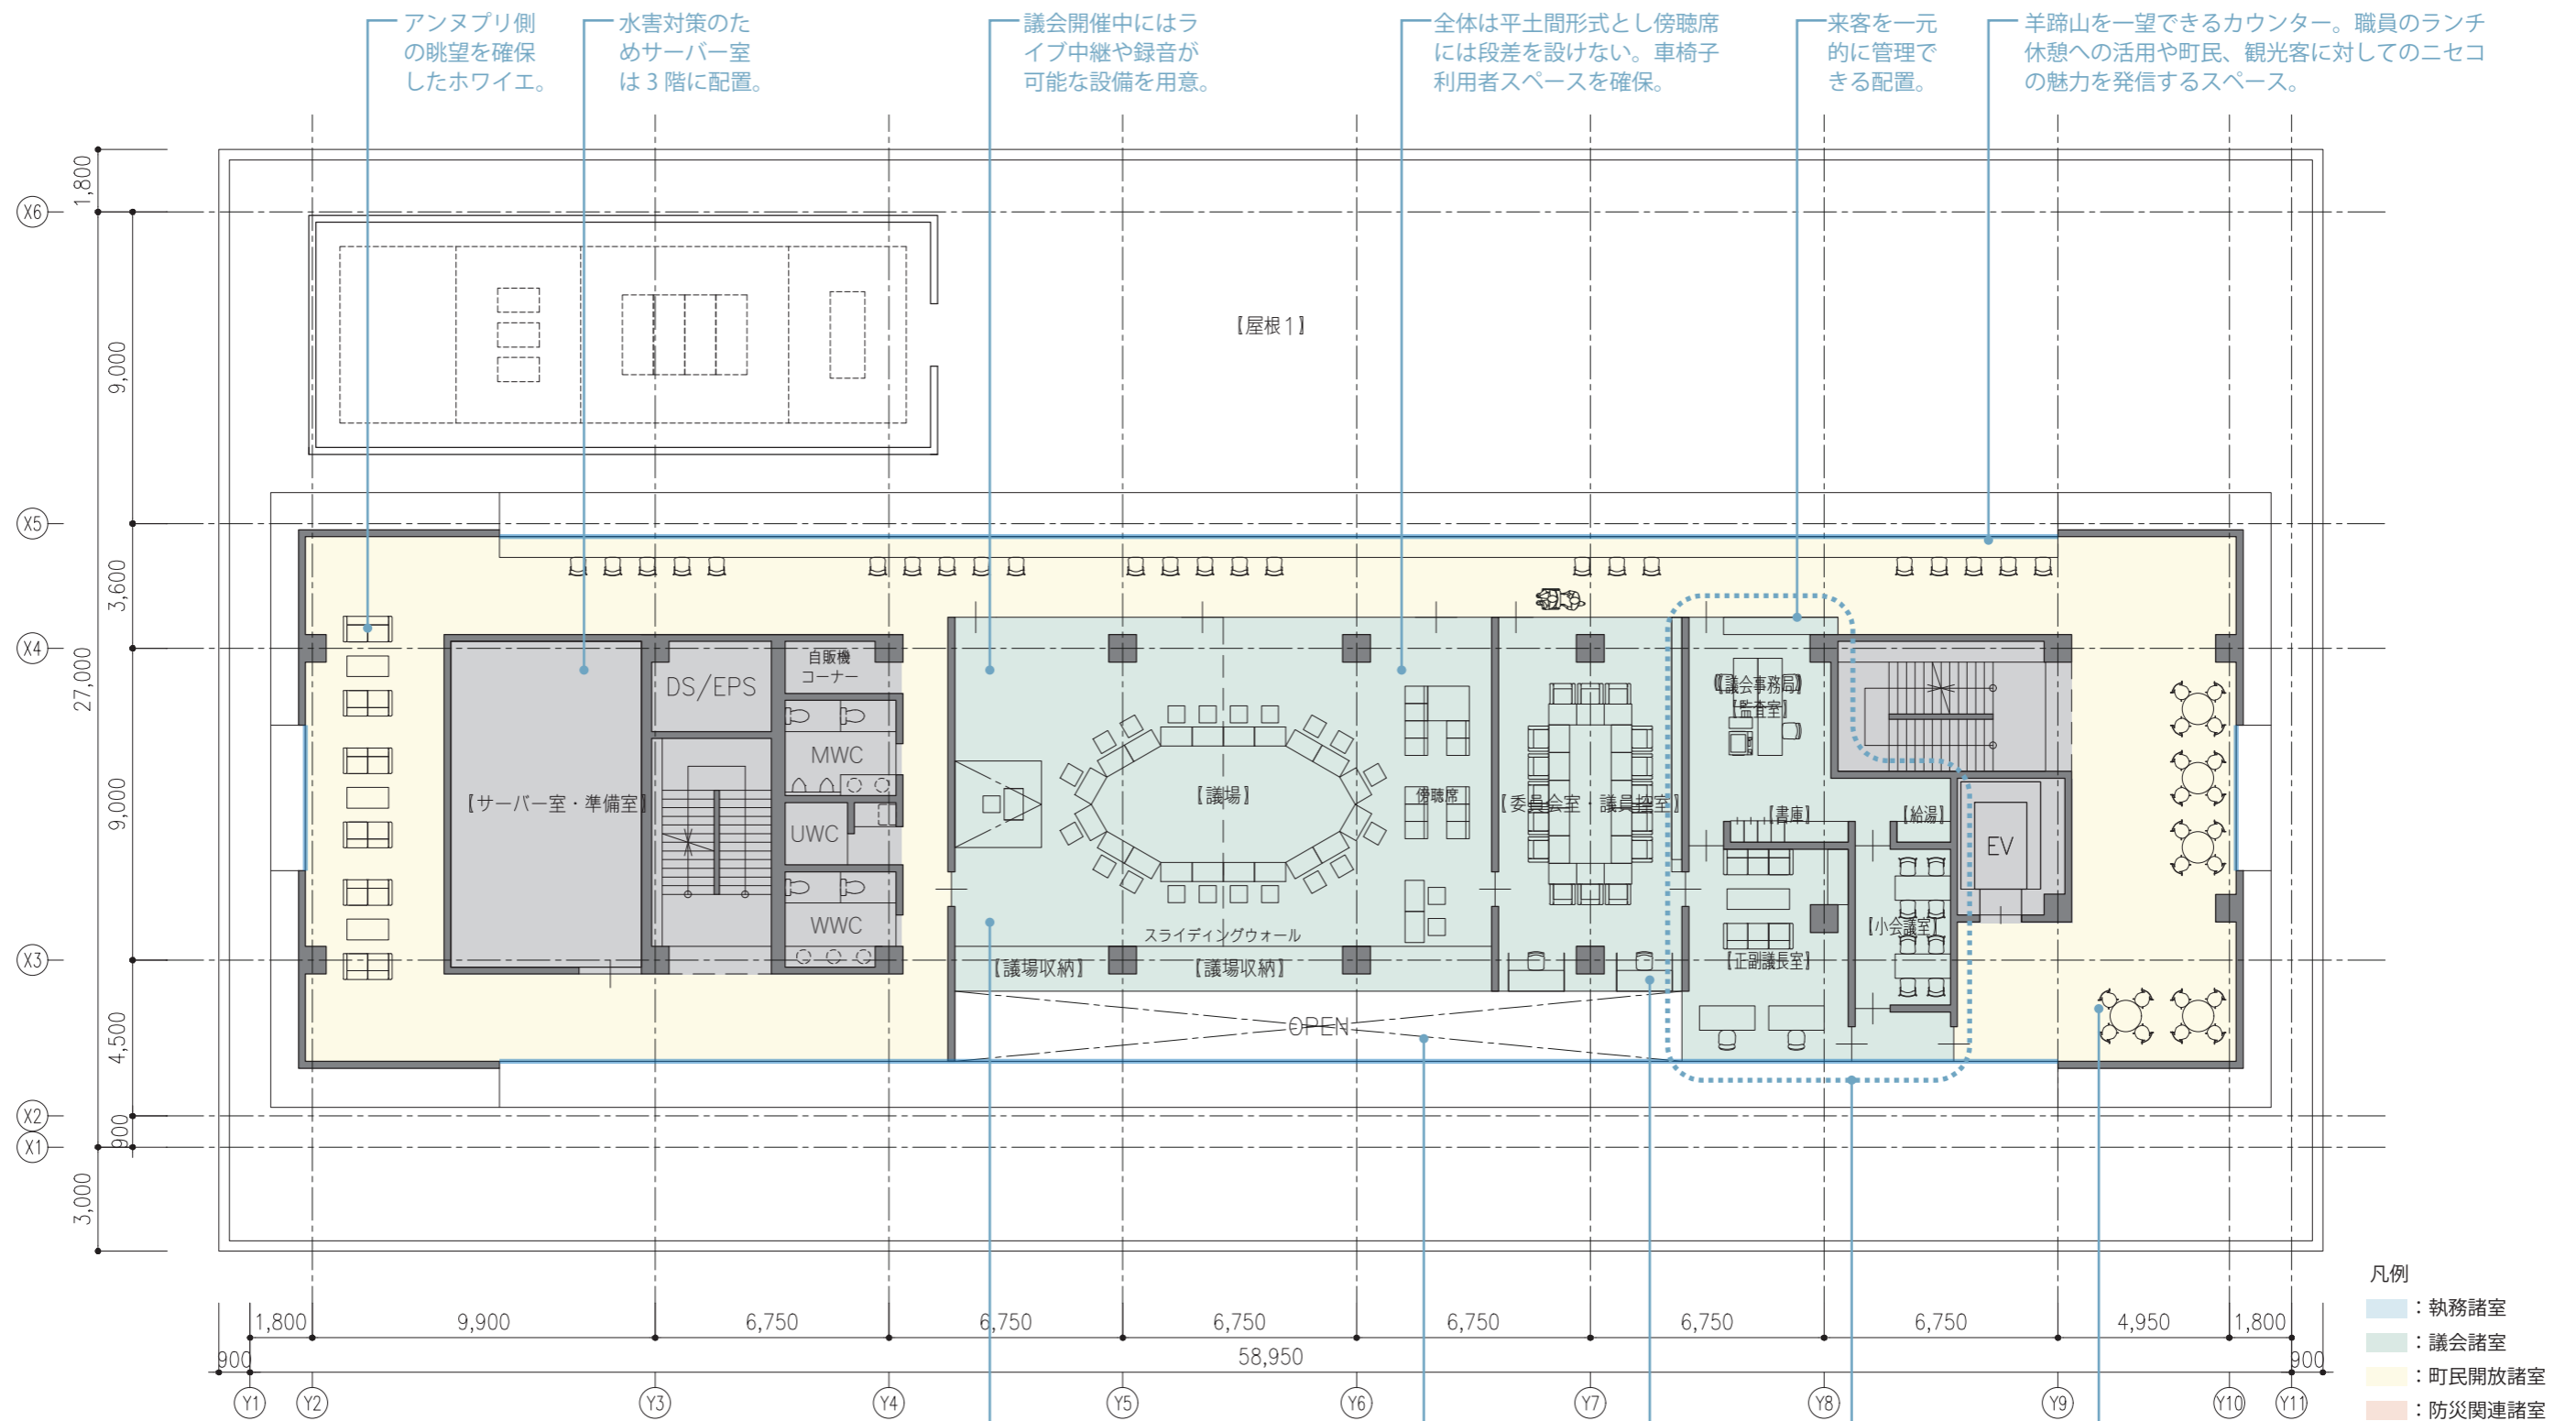 アンヌプリ側
の眺望を確保
したホワイエ。
水害対策のた
めサーバー室
は 3 階に配置。
議会開催中にはラ
イブ中継や録音が
可能な設備を用意。
全体は平土間形式とし傍聴席
には段差を設けない。車椅子
利用者スペースを確保。
来客を一元
的に管理で
きる配置。
羊蹄山を一望できるカウンター。職員のランチ
休憩への活用や町民、観光客に対してのニセコ
の魅力を発信するスペース。
1,800
X6
9,000
【屋根1】
X5
3,600
X4
27,000
9,000
X3
4,500
X2
900
X1
3,000
自販機
コーナー
DS/EPS
MWC
UWC
WWC
【サーバー室・準備室】
【議場】
傍聴席
【委員会室・議員控室】
【議会事務局】
【監査室】
【書庫】
【給湯】
EV
【小会議室】
【正副議長室】
スライディングウォール
【議場収納】
【議場収納】
OPEN
1,800
9,900
6,750
6,750
6,750
6,750
6,750
6,750
4,950
1,800
900
58,950
900
Y1
Y2
Y3
Y4
Y5
Y6
Y7
Y8
Y9
Y10
Y11
凡例
：執務諸室
：議会諸室
：町民開放諸室
：防災関連諸室